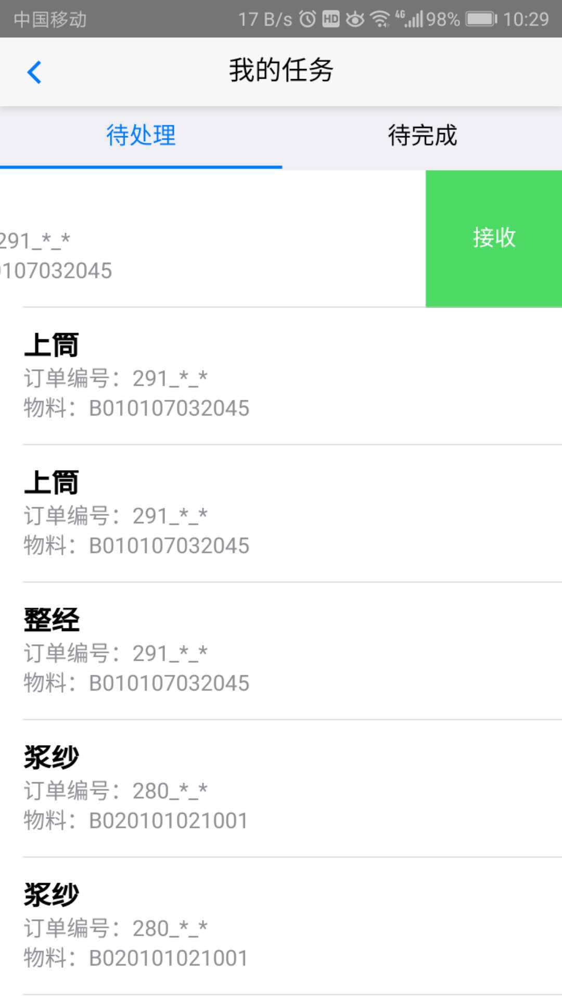 中国移动 17 B/s HD 4G 98% 10:29
我的任务
待处理 待完成
291_*_*
0107032045
接收
上筒
订单编号：291_*_*
物料：B010107032045
上筒
订单编号：291_*_*
物料：B010107032045
整经
订单编号：291_*_*
物料：B010107032045
浆纱
订单编号：280_*_*
物料：B020101021001
浆纱
订单编号：280_*_*
物料：B020101021001